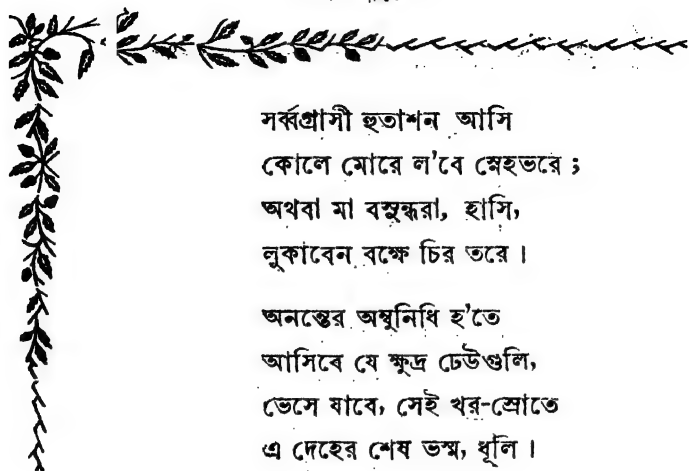 সর্ব্বগ্রাসী হুতাশন আসি
কোলে মোরে ল'বে স্নেহভরে ;
অথবা মা বসুন্ধরা, হাসি,
লুকাবেন বক্ষে চির তরে ।
অনন্তের অম্বুনিধি হ'তে
আসিবে যে ক্ষুদ্র ঢেউগুলি,
ভেসে যাবে, সেই খর-স্রোতে
এ দেহের শেষ ভস্ম, ধূলি ।